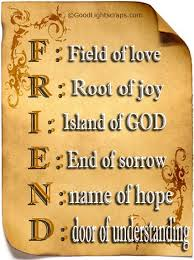 ©GoodLightscraps.com
F : Field of love
R : Root of joy
I : Island of GOD
E : End of sorrow
N : name of hope
D : door of understanding